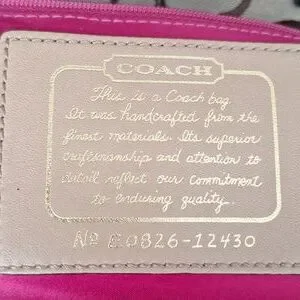 COACH
This is a Coach bag.
It was handcrafted from the
finest materials. Its superior
craftsmanship and attention to
detail reflect our commitment
to enduring quality.
No E0826-12430